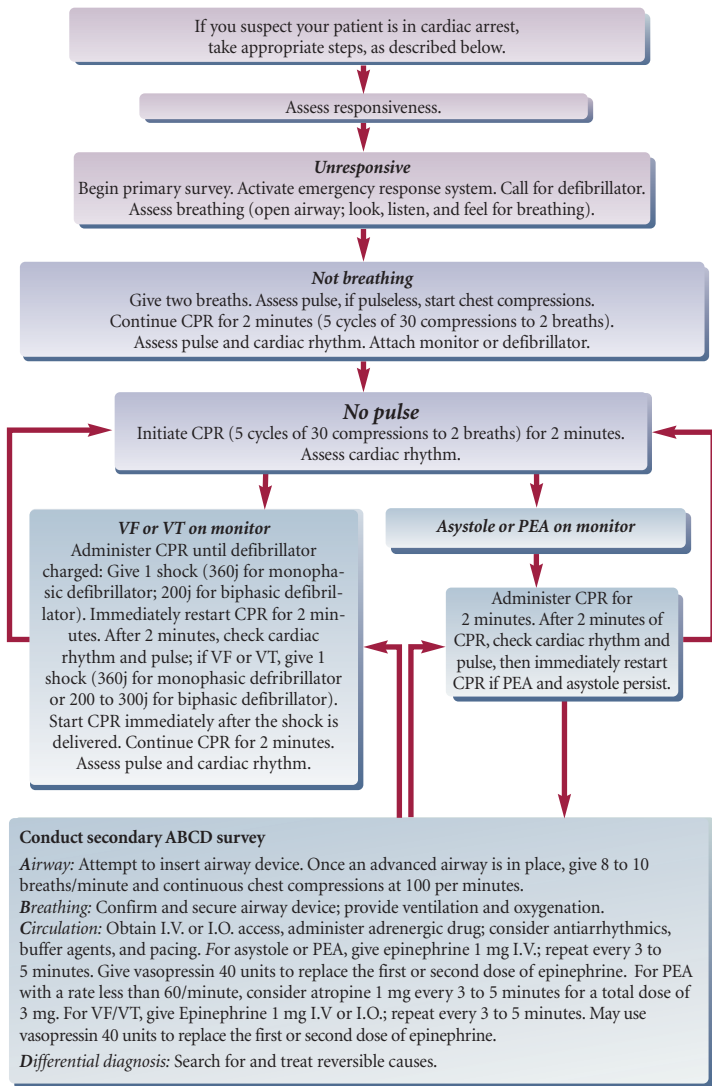 If you suspect your patient is in cardiac arrest,
take appropriate steps, as described below.
Assess responsiveness.
Unresponsive
Begin primary survey. Activate emergency response system. Call for defibrillator.
Assess breathing (open airway; look, listen, and feel for breathing).
Not breathing
Give two breaths. Assess pulse, if pulseless, start chest compressions.
Continue CPR for 2 minutes (5 cycles of 30 compressions to 2 breaths).
Assess pulse and cardiac rhythm. Attach monitor or defibrillator.
No pulse
Initiate CPR (5 cycles of 30 compressions to 2 breaths) for 2 minutes.
Assess cardiac rhythm.
VF or VT on monitor
Administer CPR until defibrillator
charged: Give 1 shock (360j for monopha-
sic defibrillator; 200j for biphasic defibril-
lator). Immediately restart CPR for 2 min-
utes. After 2 minutes, check cardiac
rhythm and pulse; if VF or VT, give 1
shock (360j for monophasic defribrillator
or 200 to 300j for biphasic defibrillator).
Start CPR immediately after the shock is
delivered. Continue CPR for 2 minutes.
Assess pulse and cardiac rhythm.
Asystole or PEA on monitor
Administer CPR for
2 minutes. After 2 minutes of
CPR, check cardiac rhythm and
pulse, then immediately restart
CPR if PEA and asystole persist.
Conduct secondary ABCD survey
Airway: Attempt to insert airway device. Once an advanced airway is in place, give 8 to 10
breaths/minute and continuous chest compressions at 100 per minutes.
Breathing: Confirm and secure airway device; provide ventilation and oxygenation.
Circulation: Obtain I.V. or I.O. access, administer adrenergic drug; consider antiarrhythmics,
buffer agents, and pacing. For asystole or PEA, give epinephrine 1 mg I.V.; repeat every 3 to
5 minutes. Give vasopressin 40 units to replace the first or second dose of epinephrine. For PEA
with a rate less than 60/minute, consider atropine 1 mg every 3 to 5 minutes for a total dose of
3 mg. For VF/VT, give Epinephrine 1 mg I.V or I.O.; repeat every 3 to 5 minutes. May use
vasopressin 40 units to replace the first or second dose of epinephrine.
Differential diagnosis: Search for and treat reversible causes.